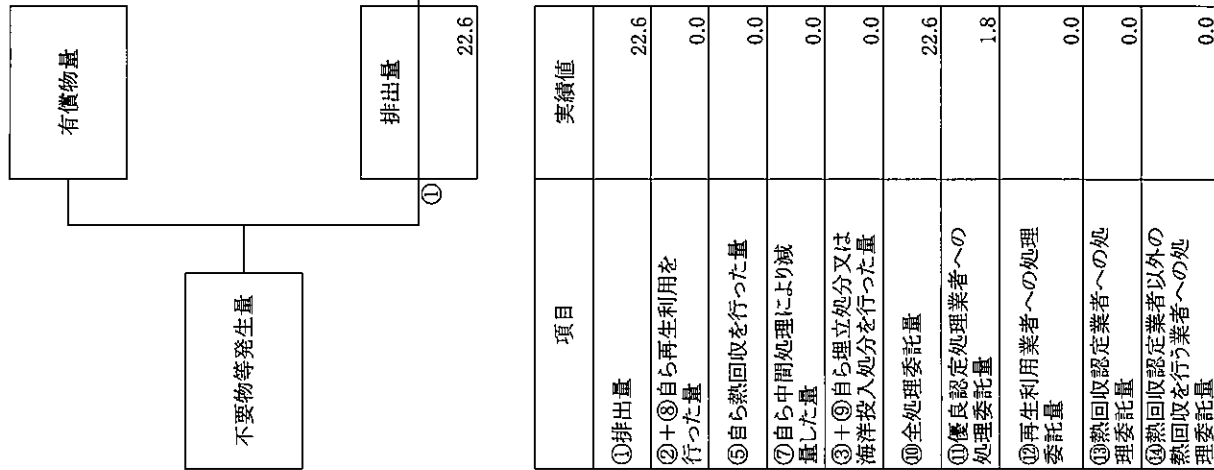 有償物量
不要物等発生量
①
排出量
22.6
項目
実績値
①排出量
22.6
②+⑧自ら再生利用を
行った量
0.0
⑤自ら熱回収を行った量
0.0
⑦自ら中間処理により減
量した量
0.0
③+⑨自ら埋立処分又は
海洋投入処分を行った量
0.0
⑩全処理委託量
22.6
⑪優良認定処理業者への
処理委託量
1.8
⑫再生利用業者への処理
委託量
0.0
⑬熱回収認定業者への処
理委託量
0.0
⑭熱回収認定業者以外の
熱回収を行う業者への処
理委託量
0.0